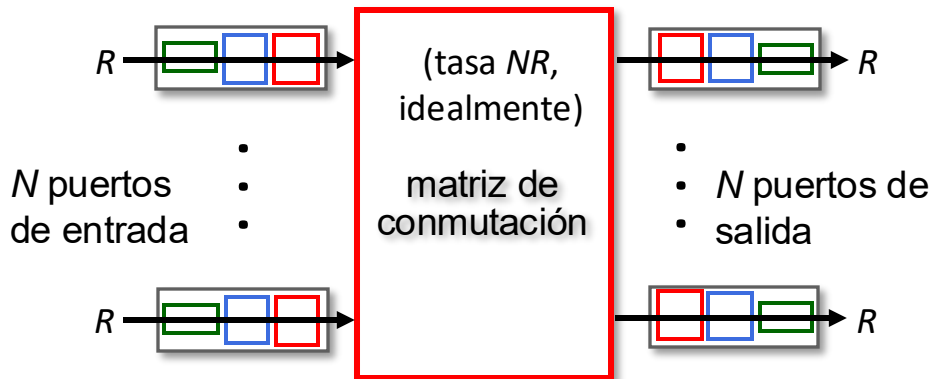 R
(tasa NR,
idealmente)
R
N puertos
de entrada
matriz de
conmutación
N puertos de
salida
R
R